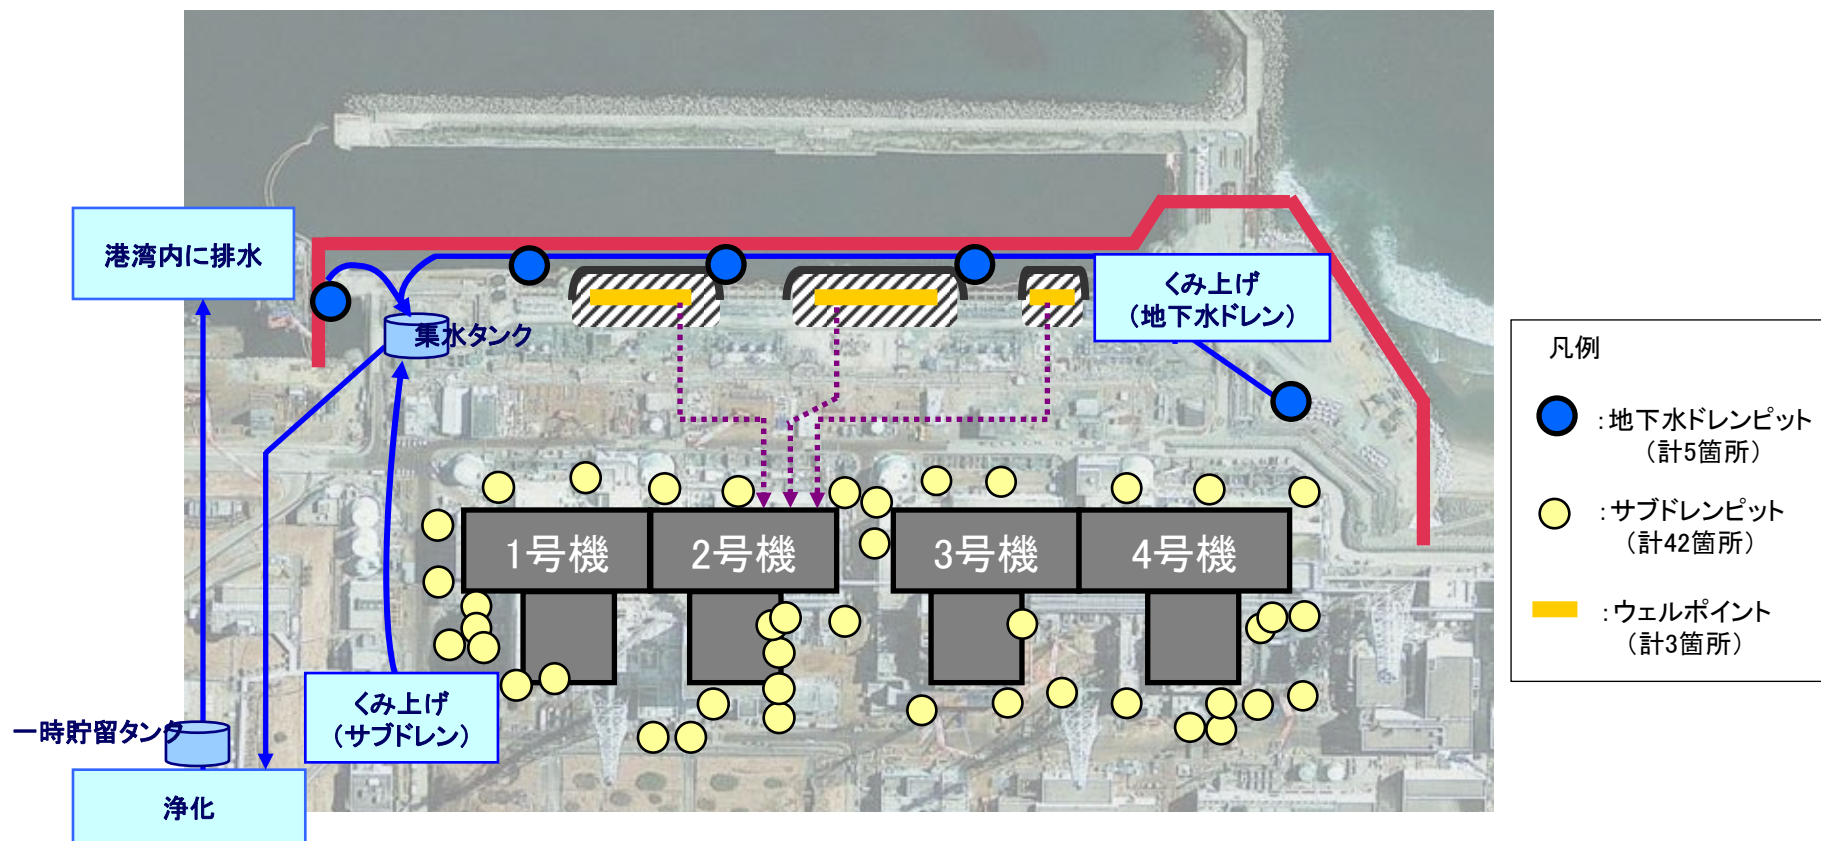 港湾内に排水
くみ上げ
（地下水ドレン）
集水タンク
1号機
2号機
3号機
4号機
くみ上げ
（サブドレン）
一時貯留タンク
浄化
凡例
：地下水ドレンピット
（計5箇所）
：サブドレンピット
（計42箇所）
：ウェルポイント
（計3箇所）